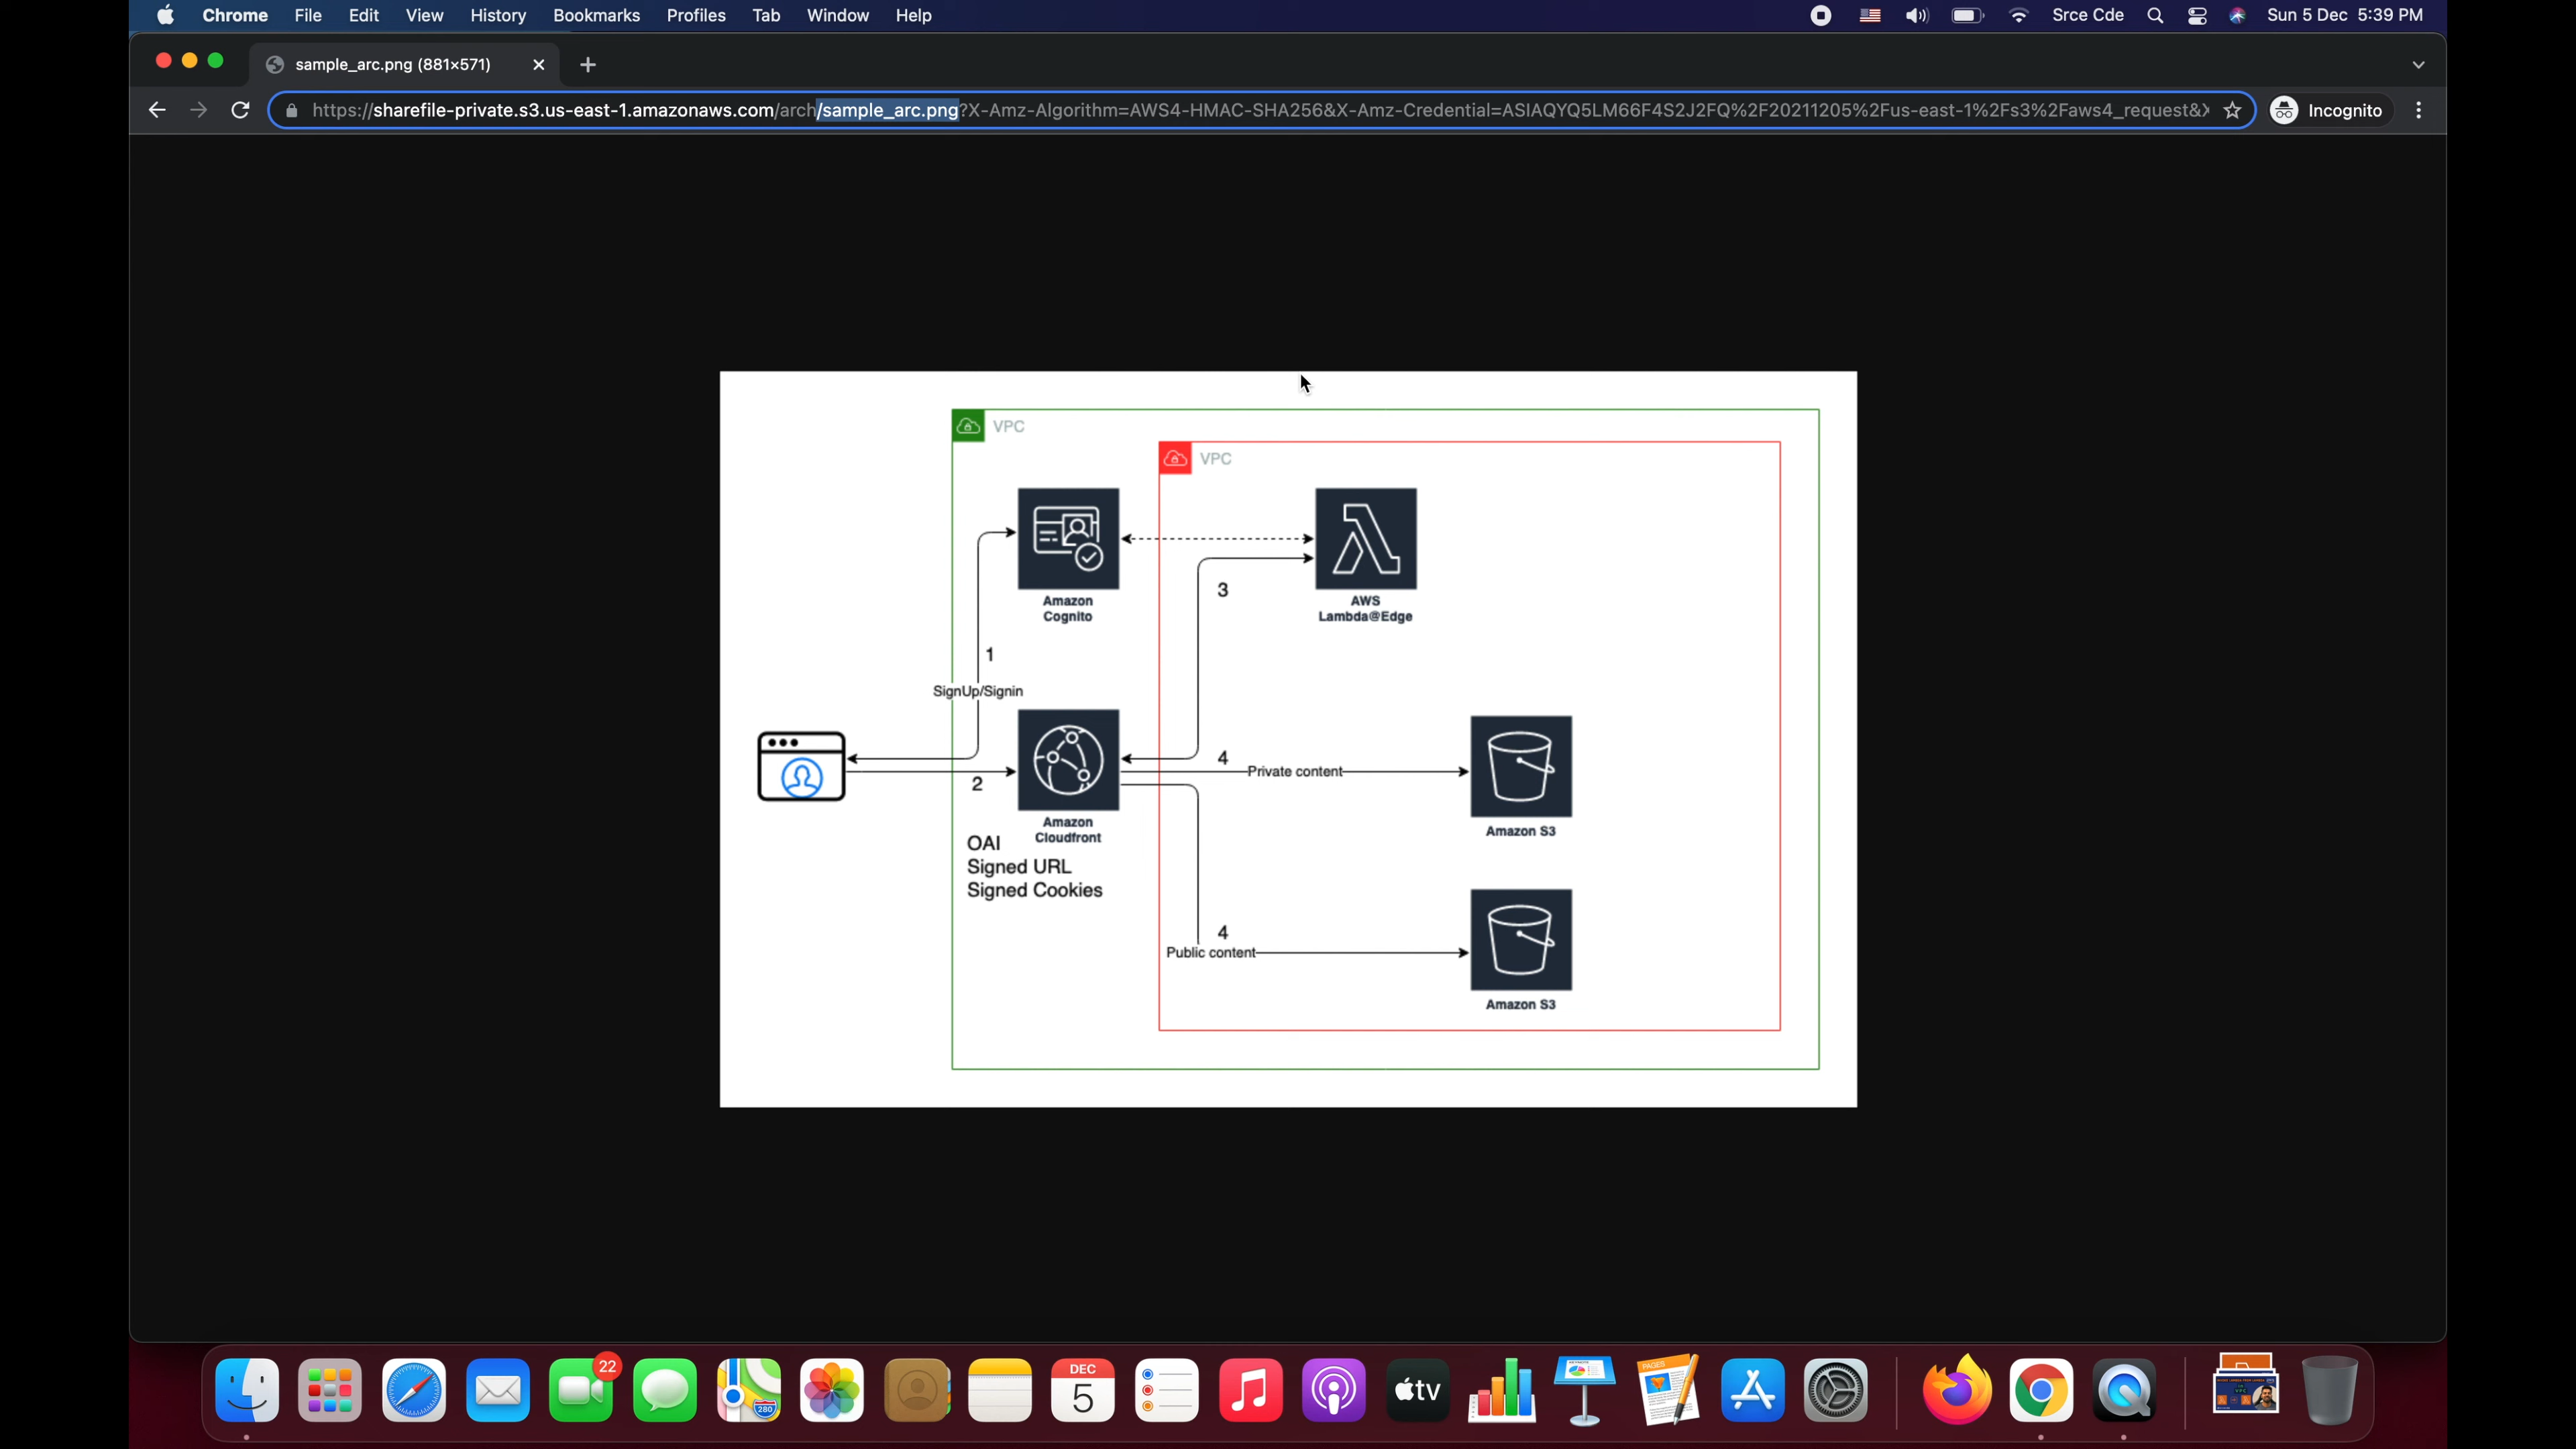 Chrome File Edit View History Bookmarks Profiles Tab Window Help Srce Cde Sun 5 Dec 5:39 PM
sample_arc.png (881×571)
https://sharefile-private.s3.us-east-1.amazonaws.com/arch/sample_arc.png?X-Amz-Algorithm=AWS4-HMAC-SHA256&X-Amz-Credential=ASIAQYQ5LM66F4S2J2FQ%2F20211205%2Fus-east-1%2Fs3%2Faws4_request&X Incognito
VPC
VPC
Amazon
Cognito
AWS
Lambda@Edge
3
1
SignUp/Signin
4
Private content
2
Amazon
Cloudfront
Amazon S3
OAI
Signed URL
Signed Cookies
4
Public content
Amazon S3
22
DEC
5
280
tv
PAGES